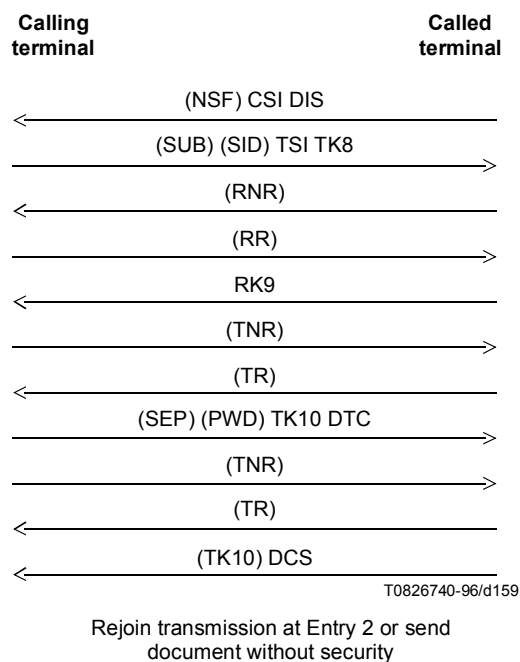 Calling
terminal
Called
terminal
(NSF) CSI DIS
(SUB) (SID) TSI TK8
(RNR)
(RR)
RK9
(TNR)
(TR)
(SEP) (PWD) TK10 DTC
(TNR)
(TR)
(TK10) DCS
T0826740-96/d159
Rejoin transmission at Entry 2 or send
document without security